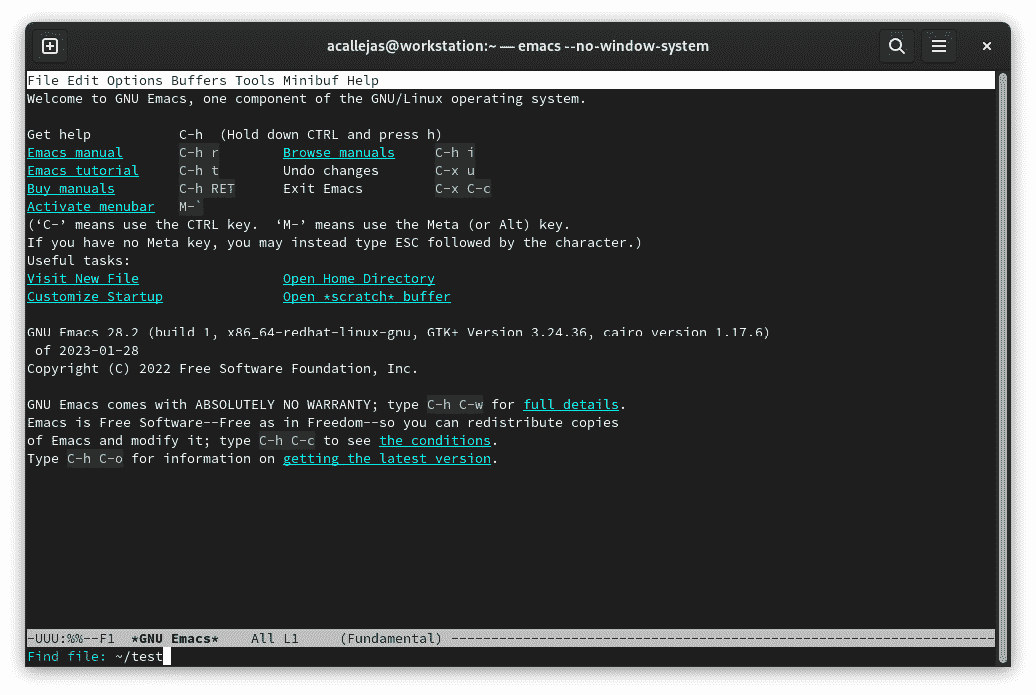 acallejas@workstation:~ — emacs --no-window-system
File Edit Options Buffers Tools Minibuf Help
Welcome to GNU Emacs, one component of the GNU/Linux operating system.
Get help C-h (Hold down CTRL and press h)
Emacs manual C-h r Browse manuals C-h i
Emacs tutorial C-h t Undo changes C-x u
Buy manuals C-h RET Exit Emacs C-x C-c
Activate menubar M-`
(‘C-’ means use the CTRL key. ‘M-’ means use the Meta (or Alt) key.
If you have no Meta key, you may instead type ESC followed by the character.)
Useful tasks:
Visit New File Open Home Directory
Customize Startup Open *scratch* buffer
GNU Emacs 28.2 (build 1, x86_64-redhat-linux-gnu, GTK+ Version 3.24.36, cairo version 1.17.6)
of 2023-01-28
Copyright (C) 2022 Free Software Foundation, Inc.
GNU Emacs comes with ABSOLUTELY NO WARRANTY; type C-h C-w for full details.
Emacs is Free Software--Free as in Freedom--so you can redistribute copies
of Emacs and modify it; type C-h C-c to see the conditions.
Type C-h C-o for information on getting the latest version.
-UUU:%%--F1 *GNU Emacs* All L1 (Fundamental) --------------------------------------------------------------------
Find file: ~/test